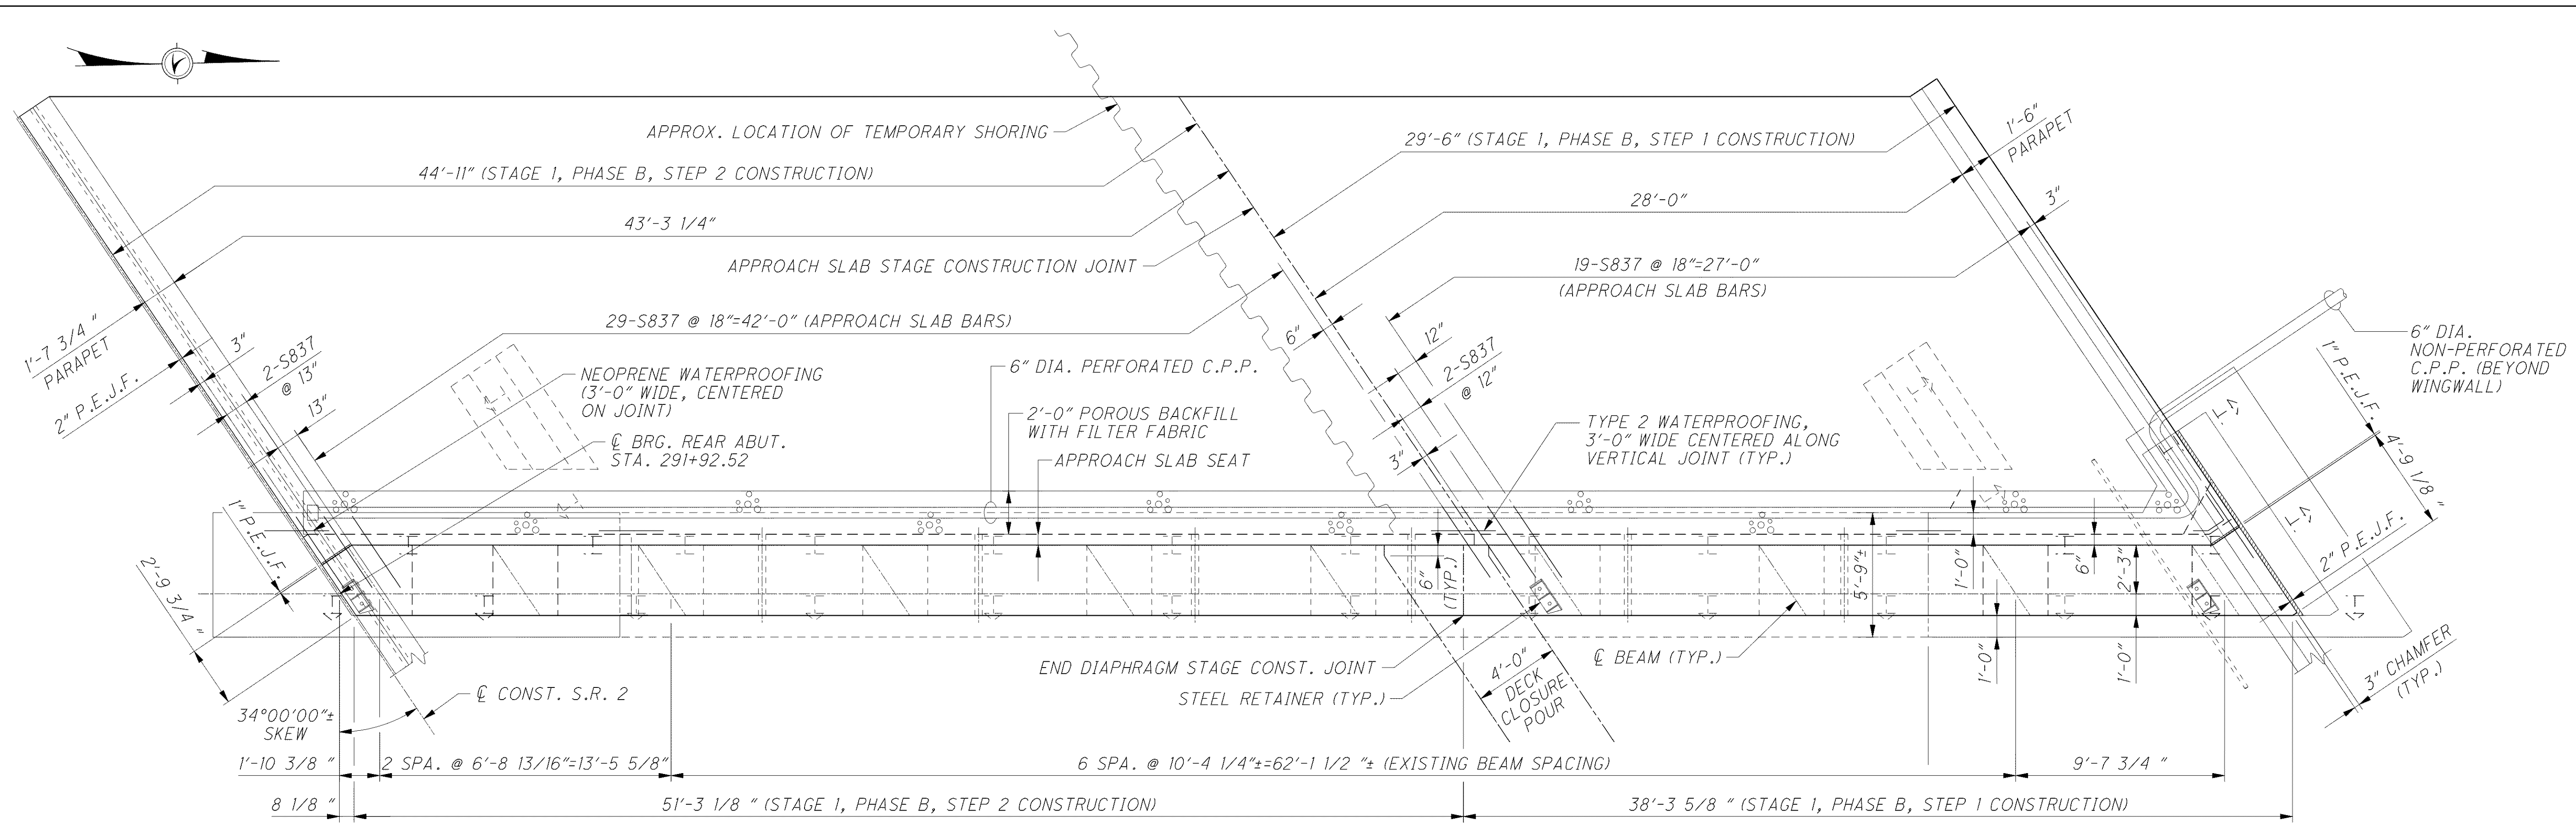 APPROX. LOCATION OF TEMPORARY SHORING
29'-6" (STAGE 1, PHASE B, STEP 1 CONSTRUCTION)
1'-6"
PARAPET
44'-11" (STAGE 1, PHASE B, STEP 2 CONSTRUCTION)
28'-0"
3"
43'-3 1/4"
APPROACH SLAB STAGE CONSTRUCTION JOINT
19-S837 @ 18"=27'-0"
(APPROACH SLAB BARS)
29-S837 @ 18"=42'-0" (APPROACH SLAB BARS)
1'-7 3/4 "
PARAPET
2" P.E.J.F.
3"
2-S837
@ 13"
13"
6"
12"
2-S837
@ 12"
3"
NEOPRENE WATERPROOFING
(3'-0" WIDE, CENTERED
ON JOINT)
℄ BRG. REAR ABUT.
STA. 291+92.52
6" DIA. PERFORATED C.P.P.
2'-0" POROUS BACKFILL
WITH FILTER FABRIC
APPROACH SLAB SEAT
TYPE 2 WATERPROOFING,
3'-0" WIDE CENTERED ALONG
VERTICAL JOINT (TYP.)
6" DIA.
NON-PERFORATED
C.P.P. (BEYOND
WINGWALL)
1" P.E.J.F.
4'-9 1/8 "
2" P.E.J.F.
1" P.E.J.F.
2'-9 3/4 "
6"
(TYP.)
5'-9"±
1'-0"
6"
2'-3"
1'-0"
1'-0"
END DIAPHRAGM STAGE CONST. JOINT
STEEL RETAINER (TYP.)
4'-0"
DECK
CLOSURE
POUR
℄ BEAM (TYP.)
3" CHAMFER
(TYP.)
℄ CONST. S.R. 2
34°00'00"±
SKEW
1'-10 3/8 "
2 SPA. @ 6'-8 13/16"=13'-5 5/8"
6 SPA. @ 10'-4 1/4"±=62'-1 1/2 "± (EXISTING BEAM SPACING)
9'-7 3/4 "
8 1/8 "
51'-3 1/8 " (STAGE 1, PHASE B, STEP 2 CONSTRUCTION)
38'-3 5/8 " (STAGE 1, PHASE B, STEP 1 CONSTRUCTION)